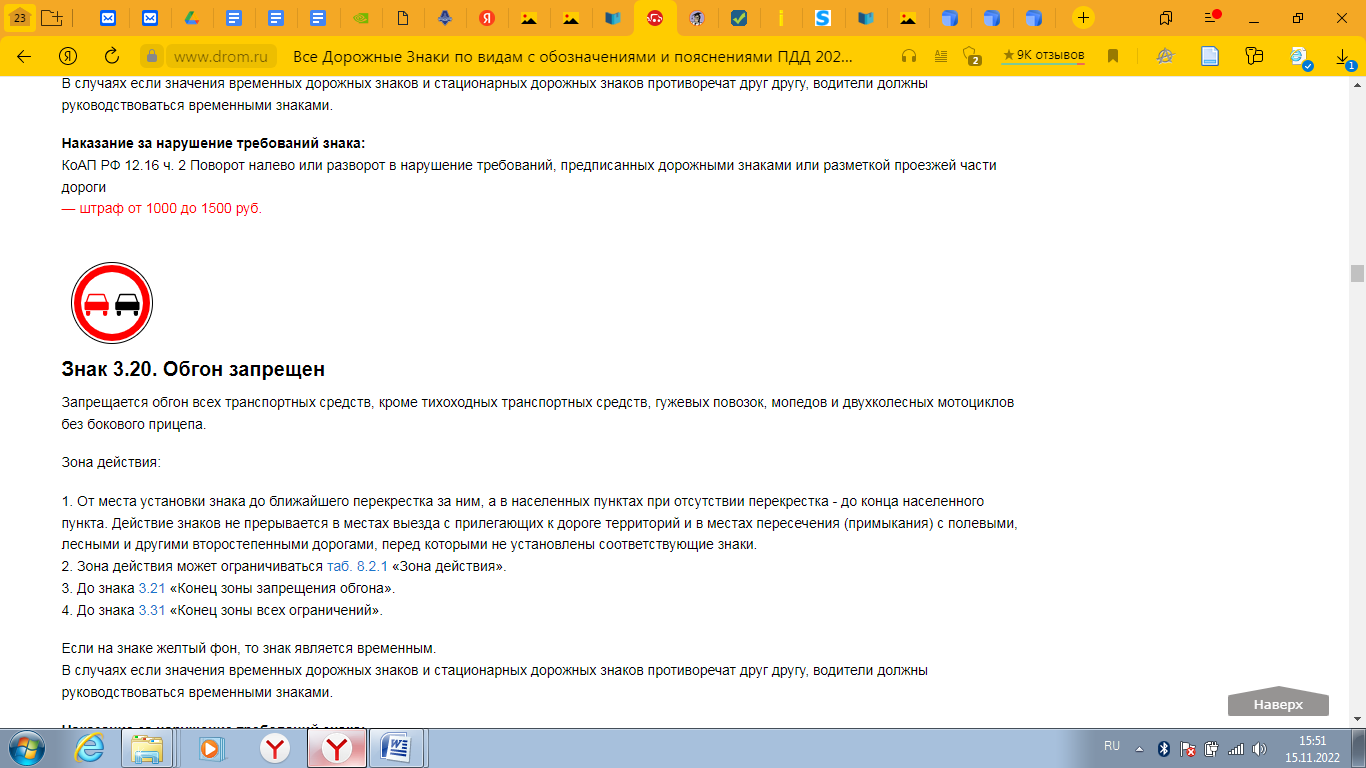 23
www.drom.ru Все Дорожные Знаки по видам с обозначениями и пояснениями ПДД 202... 2 ★ 9K отзывов 1
В случаях если значения временных дорожных знаков и стационарных дорожных знаков противоречат друг другу, водители должны
руководствоваться временными знаками.
Наказание за нарушение требований знака:
КоАП РФ 12.16 ч. 2 Поворот налево или разворот в нарушение требований, предписанных дорожными знаками или разметкой проезжей части
дороги
— штраф от 1000 до 1500 руб.
Знак 3.20. Обгон запрещен
Запрещается обгон всех транспортных средств, кроме тихоходных транспортных средств, гужевых повозок, мопедов и двухколесных мотоциклов
без бокового прицепа.
Зона действия:
1. От места установки знака до ближайшего перекрестка за ним, а в населенных пунктах при отсутствии перекрестка - до конца населенного
пункта. Действие знаков не прерывается в местах выезда с прилегающих к дороге территорий и в местах пересечения (примыкания) с полевыми,
лесными и другими второстепенными дорогами, перед которыми не установлены соответствующие знаки.
2. Зона действия может ограничиваться таб. 8.2.1 «Зона действия».
3. До знака 3.21 «Конец зоны запрещения обгона».
4. До знака 3.31 «Конец зоны всех ограничений».
Если на знаке желтый фон, то знак является временным.
В случаях если значения временных дорожных знаков и стационарных дорожных знаков противоречат друг другу, водители должны
руководствоваться временными знаками.
Наверх
Наказание за нарушение требований знака:
RU 15:51
15.11.2022